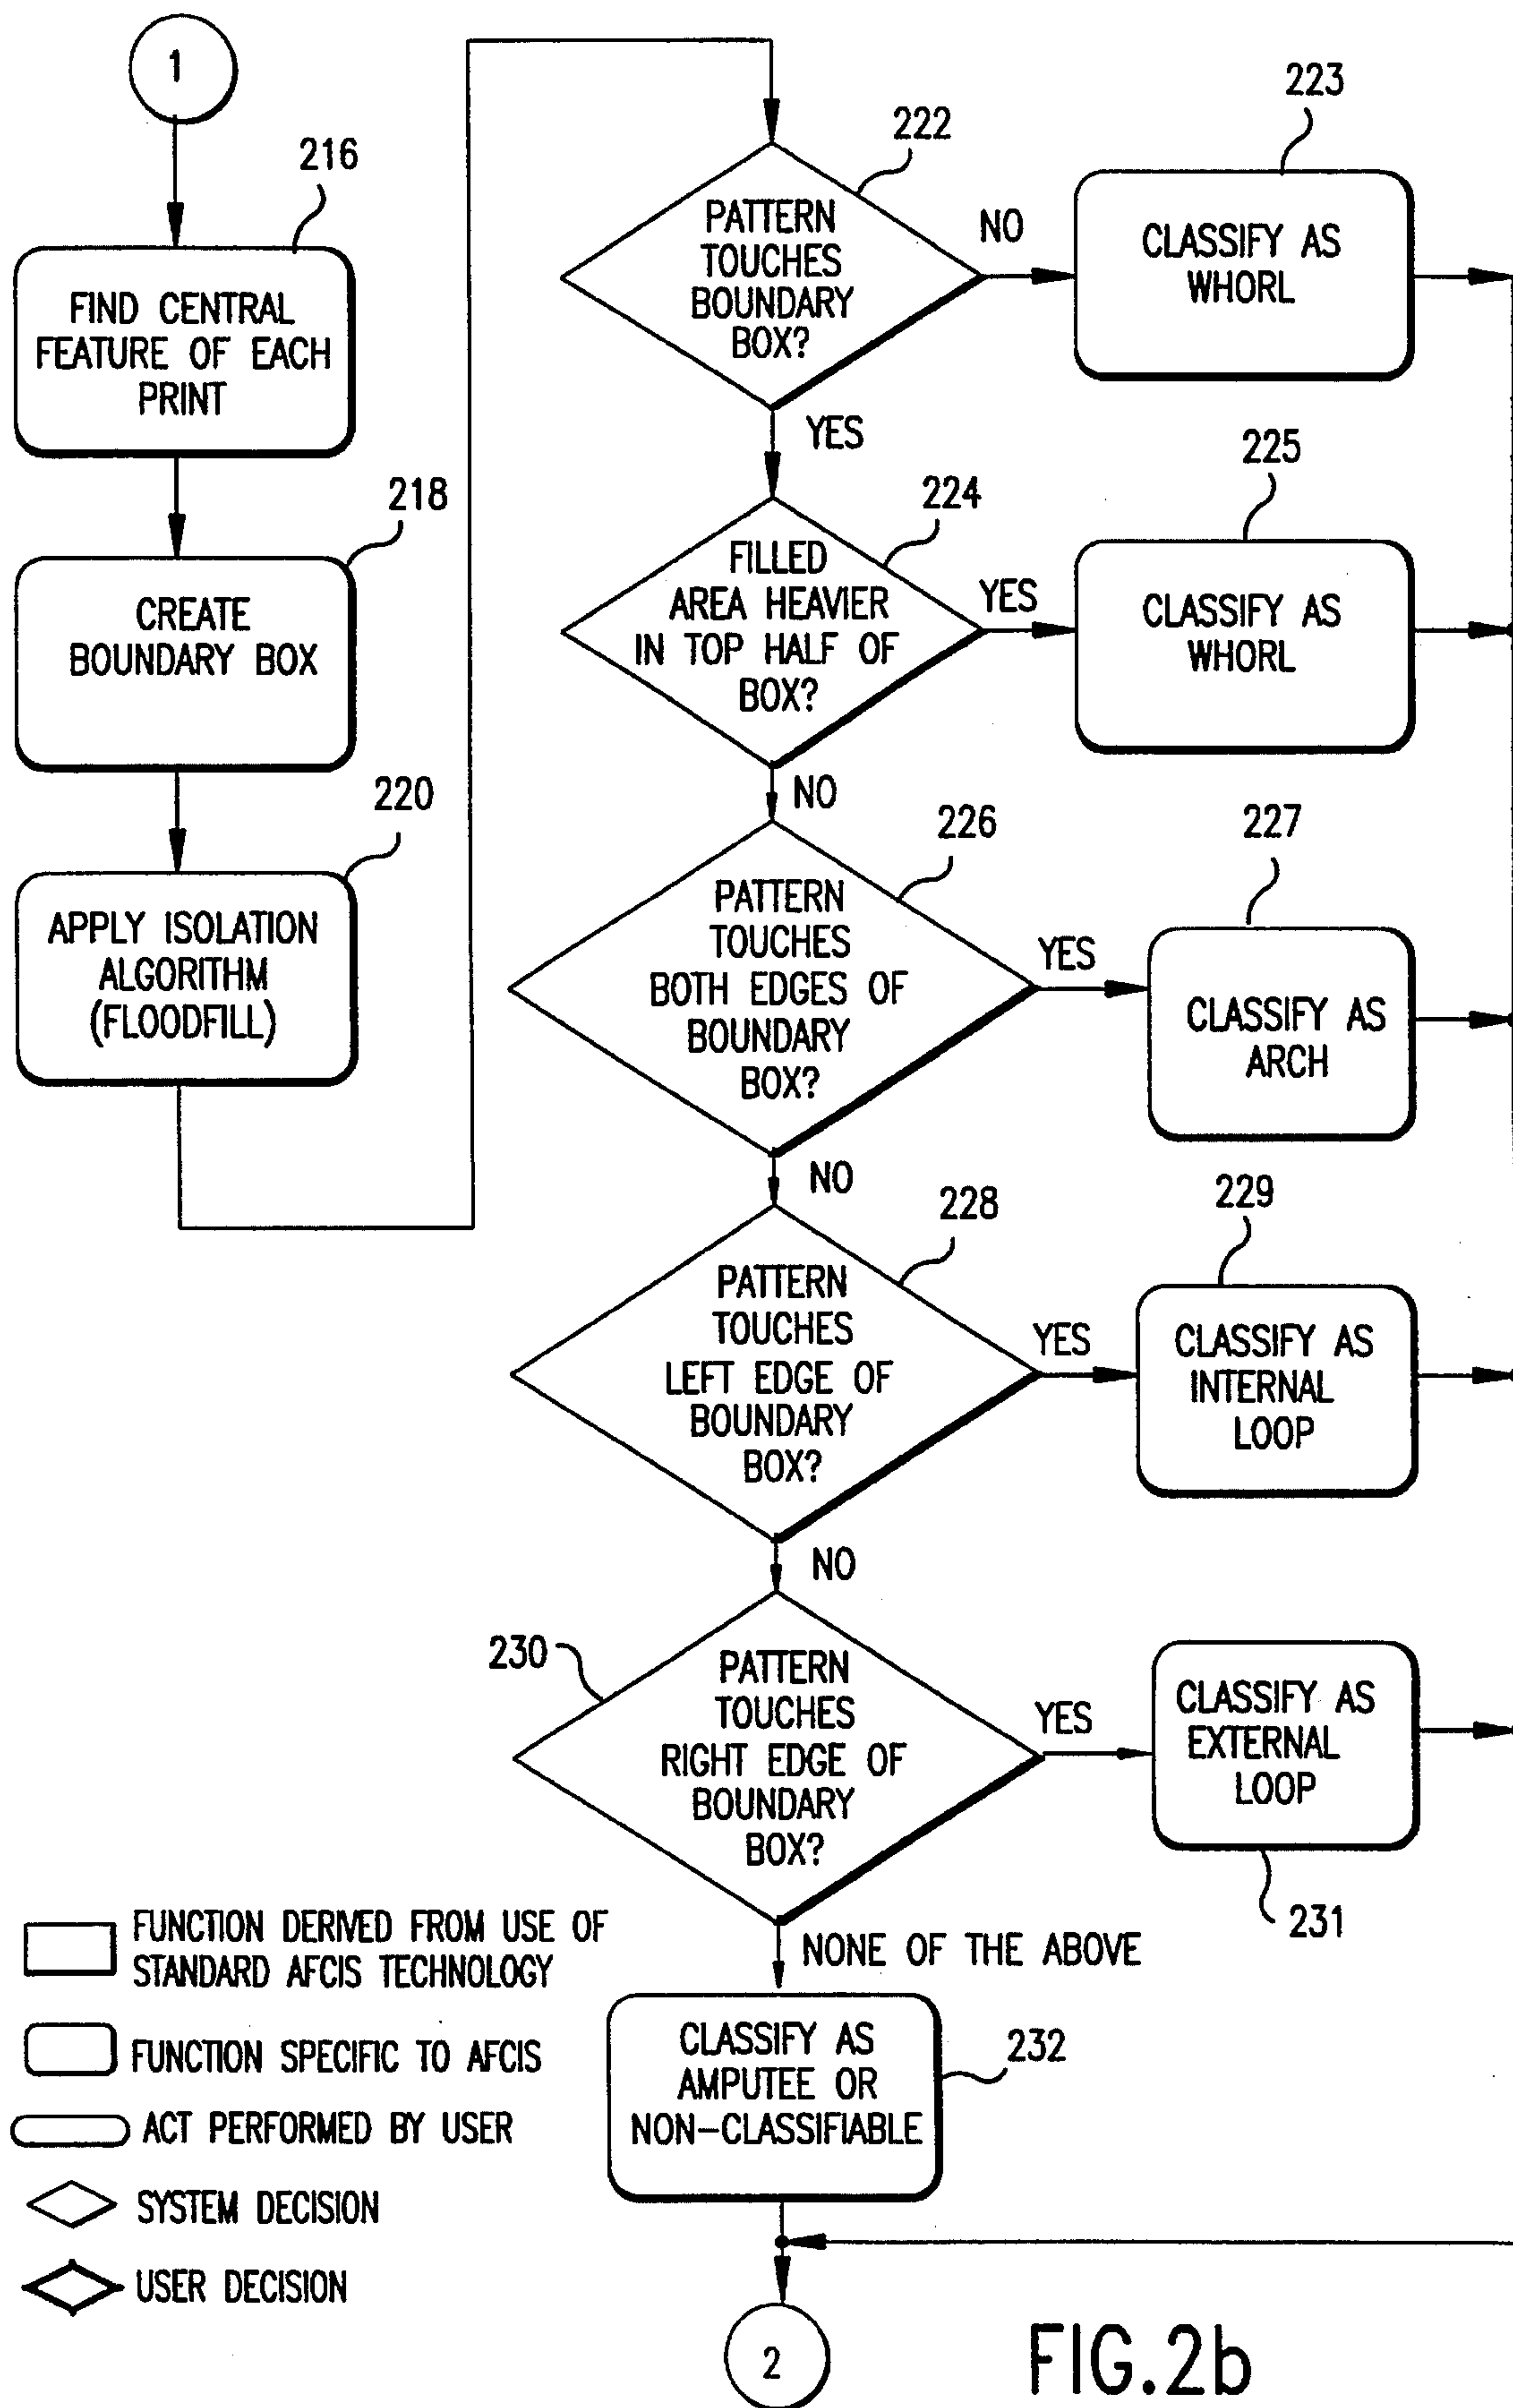 1
216
FIND CENTRAL
FEATURE OF EACH
PRINT
218
CREATE
BOUNDARY BOX
220
APPLY ISOLATION
ALGORITHM
(FLOODFILL)
222
PATTERN
TOUCHES
BOUNDARY
BOX?
NO
223
CLASSIFY AS
WHORL
YES
224
FILLED
AREA HEAVIER
IN TOP HALF OF
BOX?
YES
225
CLASSIFY AS
WHORL
NO
226
PATTERN
TOUCHES
BOTH EDGES OF
BOUNDARY
BOX?
YES
227
CLASSIFY AS
ARCH
NO
228
PATTERN
TOUCHES
LEFT EDGE OF
BOUNDARY
BOX?
YES
229
CLASSIFY AS
INTERNAL
LOOP
NO
230
PATTERN
TOUCHES
RIGHT EDGE OF
BOUNDARY
BOX?
YES
CLASSIFY AS
EXTERNAL
LOOP
231
NONE OF THE ABOVE
CLASSIFY AS
AMPUTEE OR
NON-CLASSIFIABLE
232
2
FUNCTION DERIVED FROM USE OF
STANDARD AFCIS TECHNOLOGY
FUNCTION SPECIFIC TO AFCIS
ACT PERFORMED BY USER
SYSTEM DECISION
USER DECISION
FIG.2b